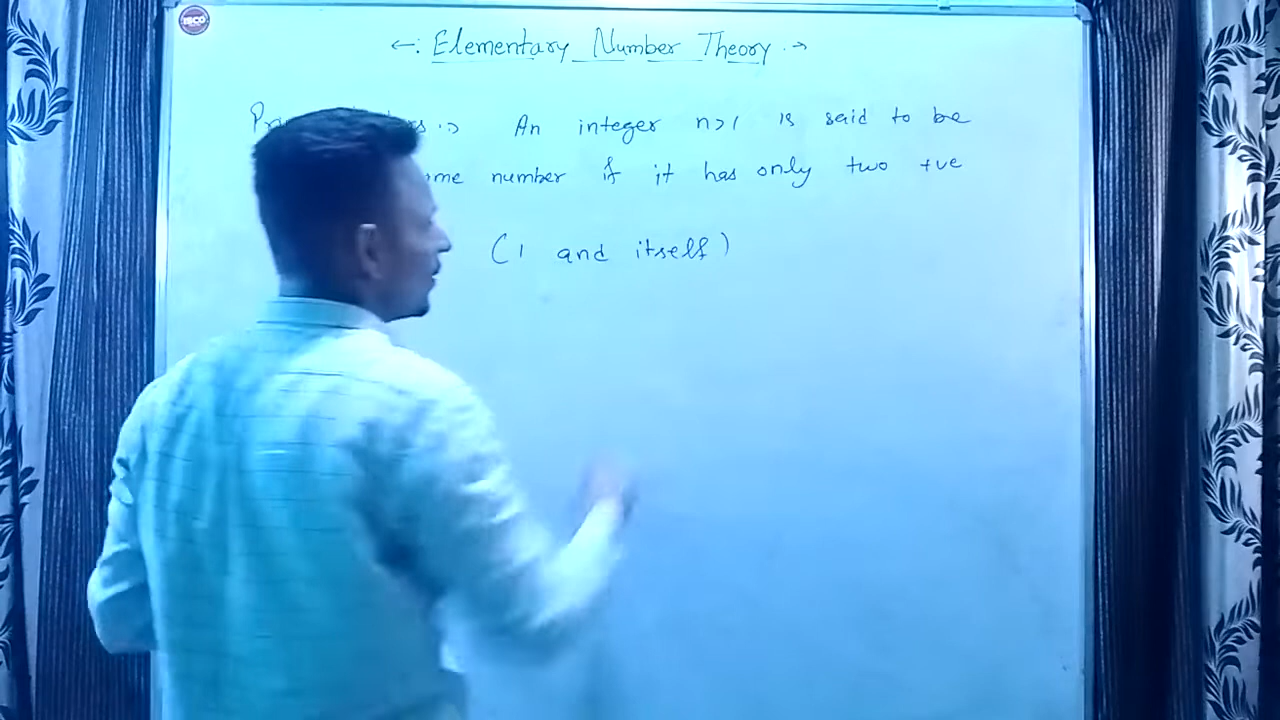 ISCO
←: Elementary Number Theory :→
An integer n>1 is said to be
number if it has only two +ve
(1 and itself)